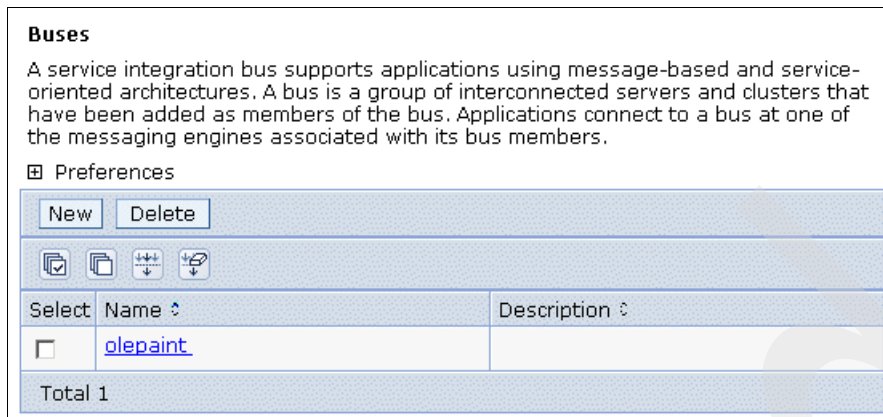 Buses
A service integration bus supports applications using message-based and service-
oriented architectures. A bus is a group of interconnected servers and clusters that
have been added as members of the bus. Applications connect to a bus at one of
the messaging engines associated with its bus members.
Preferences
New Delete
Select Name Description
olepaint
Total 1